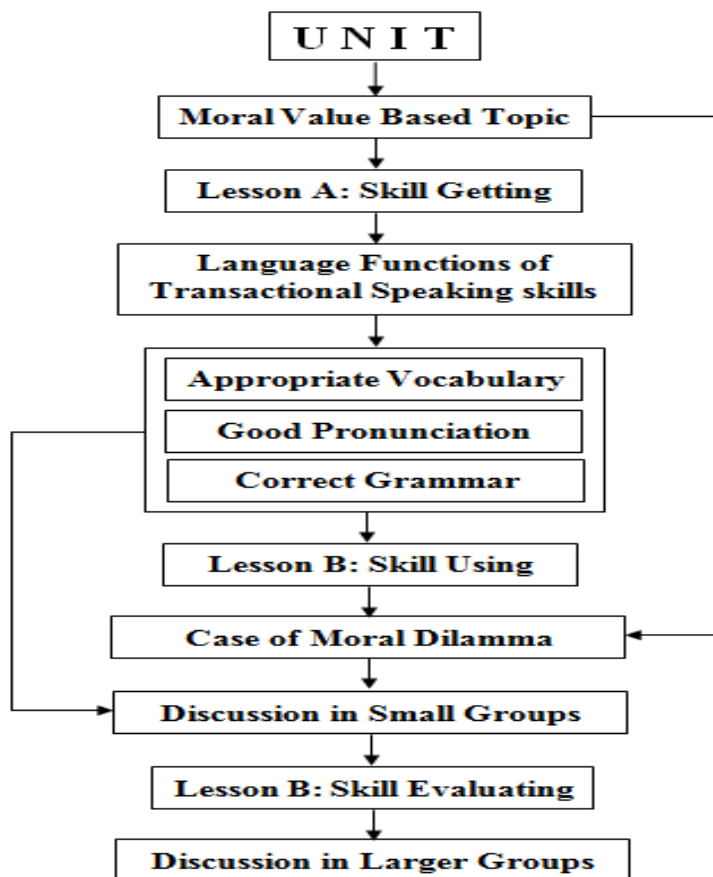 U N I T
Moral Value Based Topic
Lesson A: Skill Getting
Language Functions of
Transactional Speaking skills
Appropriate Vocabulary
Good Pronunciation
Correct Grammar
Lesson B: Skill Using
Case of Moral Dilamma
Discussion in Small Groups
Lesson B: Skill Evaluating
Discussion in Larger Groups